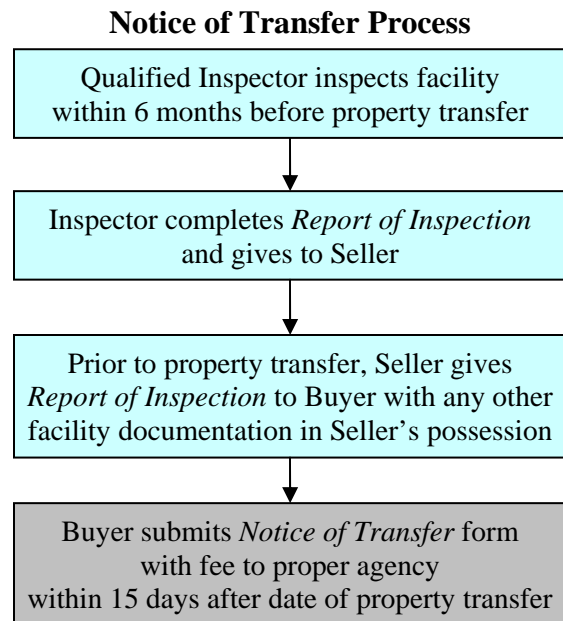 Notice of Transfer Process
Qualified Inspector inspects facility
within 6 months before property transfer
Inspector completes Report of Inspection
and gives to Seller
Prior to property transfer, Seller gives
Report of Inspection to Buyer with any other
facility documentation in Seller’s possession
Buyer submits Notice of Transfer form
with fee to proper agency
within 15 days after date of property transfer